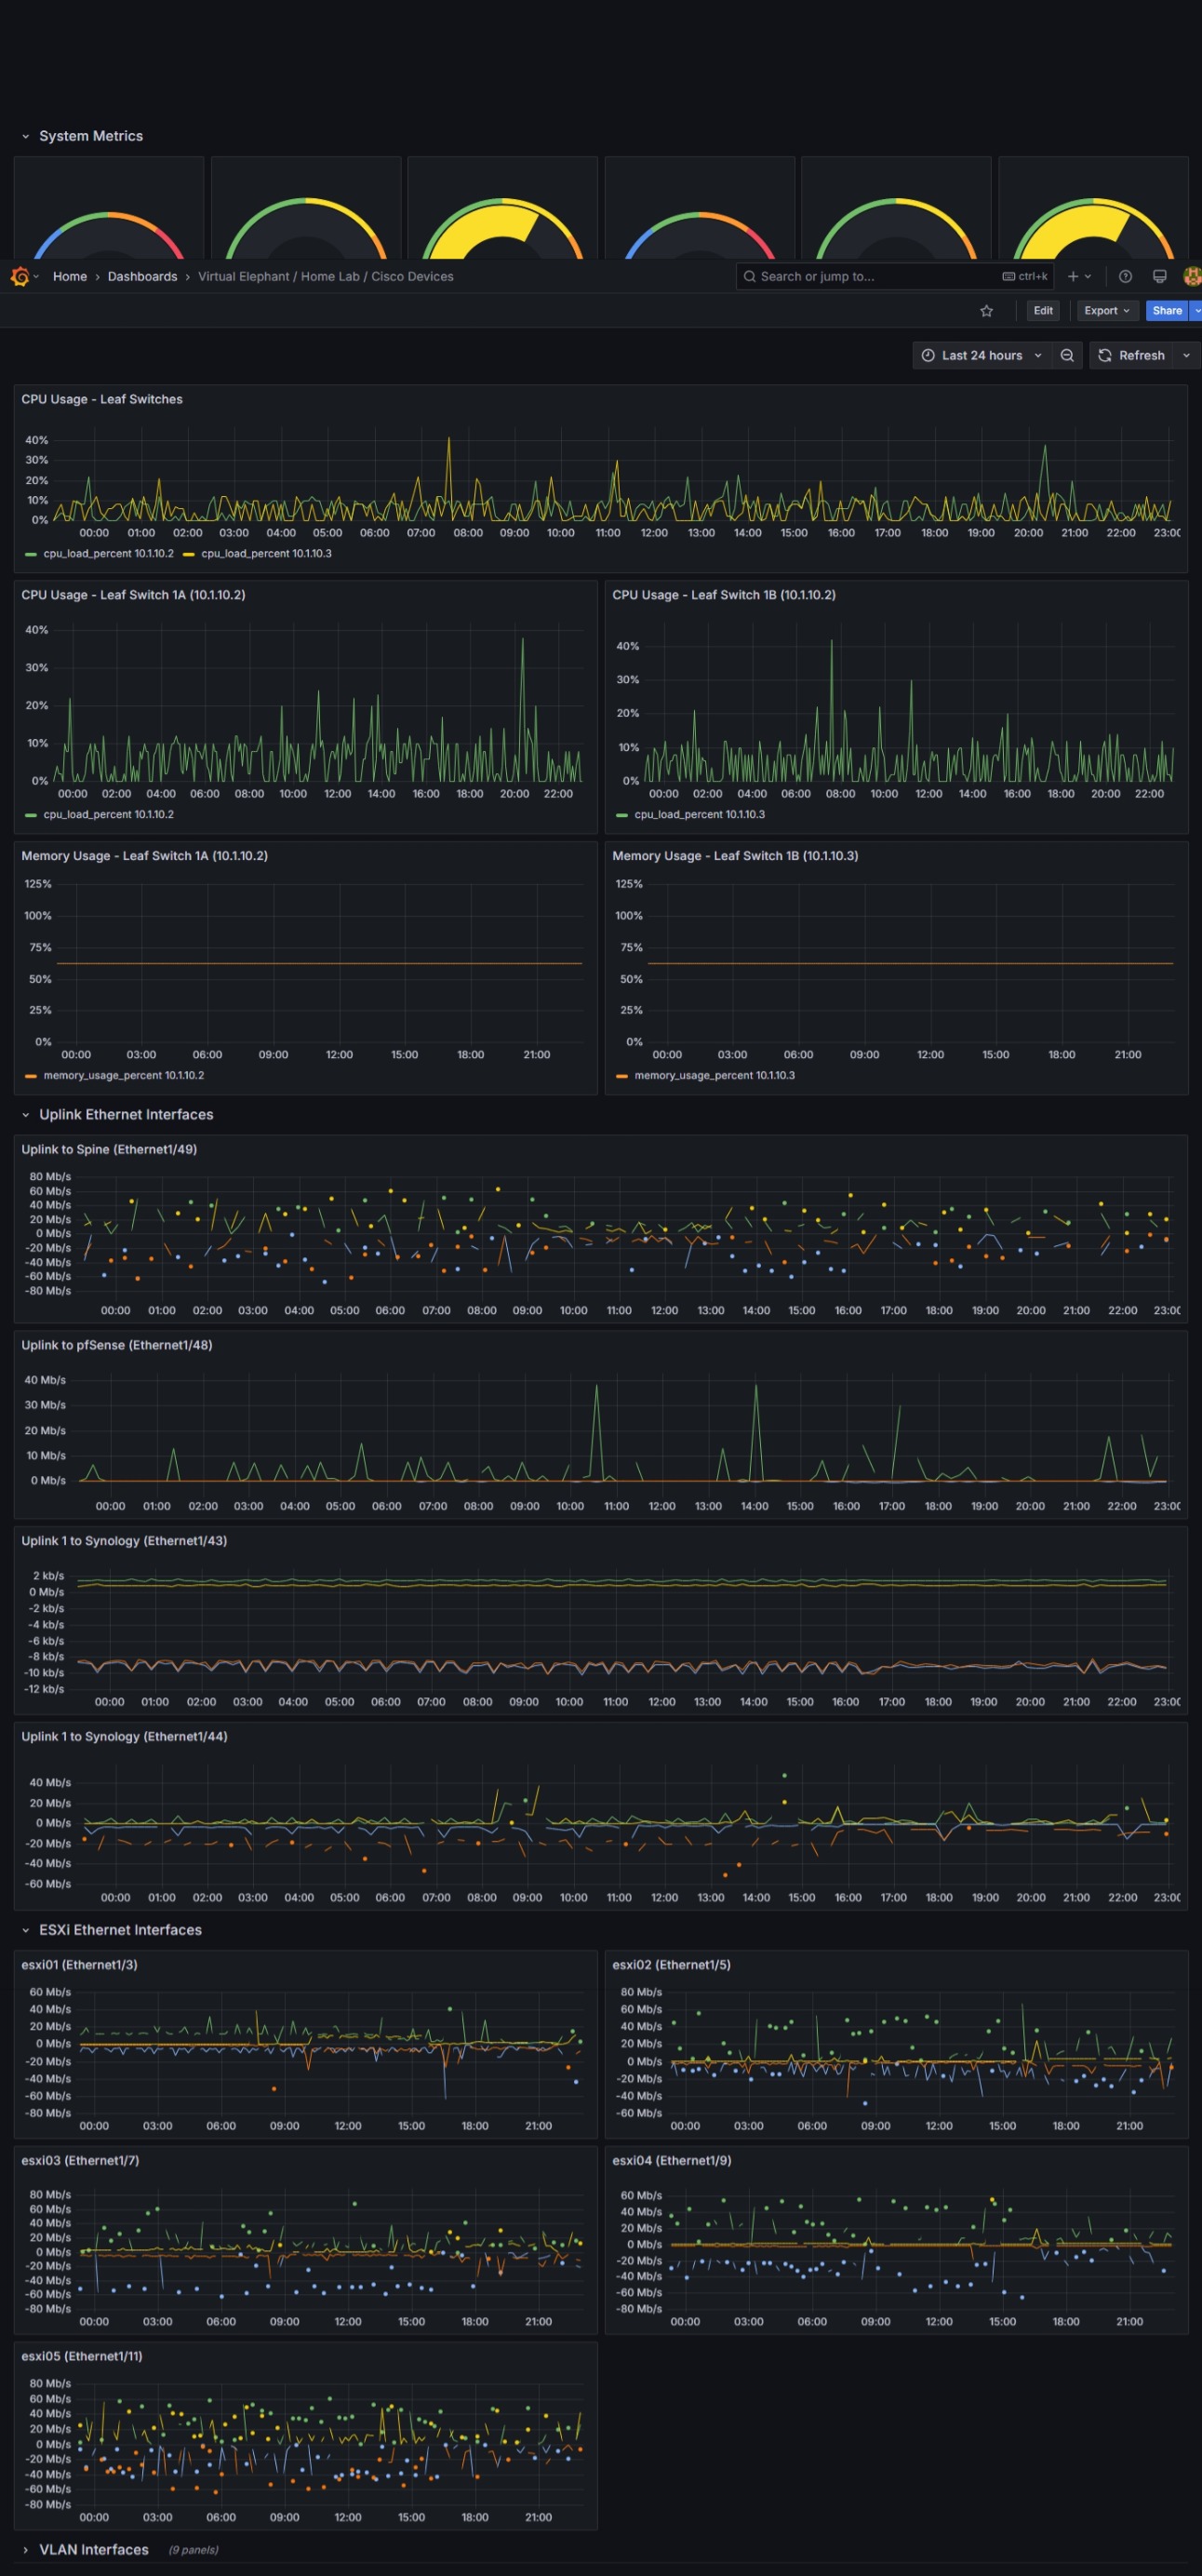 System Metrics
Home › Dashboards › Virtual Elephant / Home Lab / Cisco Devices
Search or jump to... ctrl+k
Edit Export Share
Last 24 hours Refresh
CPU Usage - Leaf Switches
40%
30%
20%
10%
0%
00:00 01:00 02:00 03:00 04:00 05:00 06:00 07:00 08:00 09:00 10:00 11:00 12:00 13:00 14:00 15:00 16:00 17:00 18:00 19:00 20:00 21:00 22:00 23:00
cpu_load_percent 10.1.10.2 cpu_load_percent 10.1.10.3
CPU Usage - Leaf Switch 1A (10.1.10.2)
40%
30%
20%
10%
0%
00:00 02:00 04:00 06:00 08:00 10:00 12:00 14:00 16:00 18:00 20:00 22:00
cpu_load_percent 10.1.10.2
CPU Usage - Leaf Switch 1B (10.1.10.2)
40%
30%
20%
10%
0%
00:00 02:00 04:00 06:00 08:00 10:00 12:00 14:00 16:00 18:00 20:00 22:00
cpu_load_percent 10.1.10.3
Memory Usage - Leaf Switch 1A (10.1.10.2)
125%
100%
75%
50%
25%
0%
00:00 03:00 06:00 09:00 12:00 15:00 18:00 21:00
memory_usage_percent 10.1.10.2
Memory Usage - Leaf Switch 1B (10.1.10.3)
125%
100%
75%
50%
25%
0%
00:00 03:00 06:00 09:00 12:00 15:00 18:00 21:00
memory_usage_percent 10.1.10.3
Uplink Ethernet Interfaces
Uplink to Spine (Ethernet1/49)
80 Mb/s
60 Mb/s
40 Mb/s
20 Mb/s
0 Mb/s
-20 Mb/s
-40 Mb/s
-60 Mb/s
-80 Mb/s
00:00 01:00 02:00 03:00 04:00 05:00 06:00 07:00 08:00 09:00 10:00 11:00 12:00 13:00 14:00 15:00 16:00 17:00 18:00 19:00 20:00 21:00 22:00 23:00
Uplink to pfSense (Ethernet1/48)
40 Mb/s
30 Mb/s
20 Mb/s
10 Mb/s
0 Mb/s
00:00 01:00 02:00 03:00 04:00 05:00 06:00 07:00 08:00 09:00 10:00 11:00 12:00 13:00 14:00 15:00 16:00 17:00 18:00 19:00 20:00 21:00 22:00 23:00
Uplink 1 to Synology (Ethernet1/43)
2 kb/s
0 Mb/s
-2 kb/s
-4 kb/s
-6 kb/s
-8 kb/s
-10 kb/s
-12 kb/s
00:00 01:00 02:00 03:00 04:00 05:00 06:00 07:00 08:00 09:00 10:00 11:00 12:00 13:00 14:00 15:00 16:00 17:00 18:00 19:00 20:00 21:00 22:00 23:00
Uplink 1 to Synology (Ethernet1/44)
40 Mb/s
20 Mb/s
0 Mb/s
-20 Mb/s
-40 Mb/s
-60 Mb/s
00:00 01:00 02:00 03:00 04:00 05:00 06:00 07:00 08:00 09:00 10:00 11:00 12:00 13:00 14:00 15:00 16:00 17:00 18:00 19:00 20:00 21:00 22:00 23:00
ESXi Ethernet Interfaces
esxi01 (Ethernet1/3)
60 Mb/s
40 Mb/s
20 Mb/s
0 Mb/s
-20 Mb/s
-40 Mb/s
-60 Mb/s
-80 Mb/s
00:00 03:00 06:00 09:00 12:00 15:00 18:00 21:00
esxi02 (Ethernet1/5)
80 Mb/s
60 Mb/s
40 Mb/s
20 Mb/s
0 Mb/s
-20 Mb/s
-40 Mb/s
-60 Mb/s
00:00 03:00 06:00 09:00 12:00 15:00 18:00 21:00
esxi03 (Ethernet1/7)
80 Mb/s
60 Mb/s
40 Mb/s
20 Mb/s
0 Mb/s
-20 Mb/s
-40 Mb/s
-60 Mb/s
-80 Mb/s
00:00 03:00 06:00 09:00 12:00 15:00 18:00 21:00
esxi04 (Ethernet1/9)
60 Mb/s
40 Mb/s
20 Mb/s
0 Mb/s
-20 Mb/s
-40 Mb/s
-60 Mb/s
-80 Mb/s
00:00 03:00 06:00 09:00 12:00 15:00 18:00 21:00
esxi05 (Ethernet1/11)
80 Mb/s
60 Mb/s
40 Mb/s
20 Mb/s
0 Mb/s
-20 Mb/s
-40 Mb/s
-60 Mb/s
-80 Mb/s
00:00 03:00 06:00 09:00 12:00 15:00 18:00 21:00
VLAN Interfaces (9 panels)